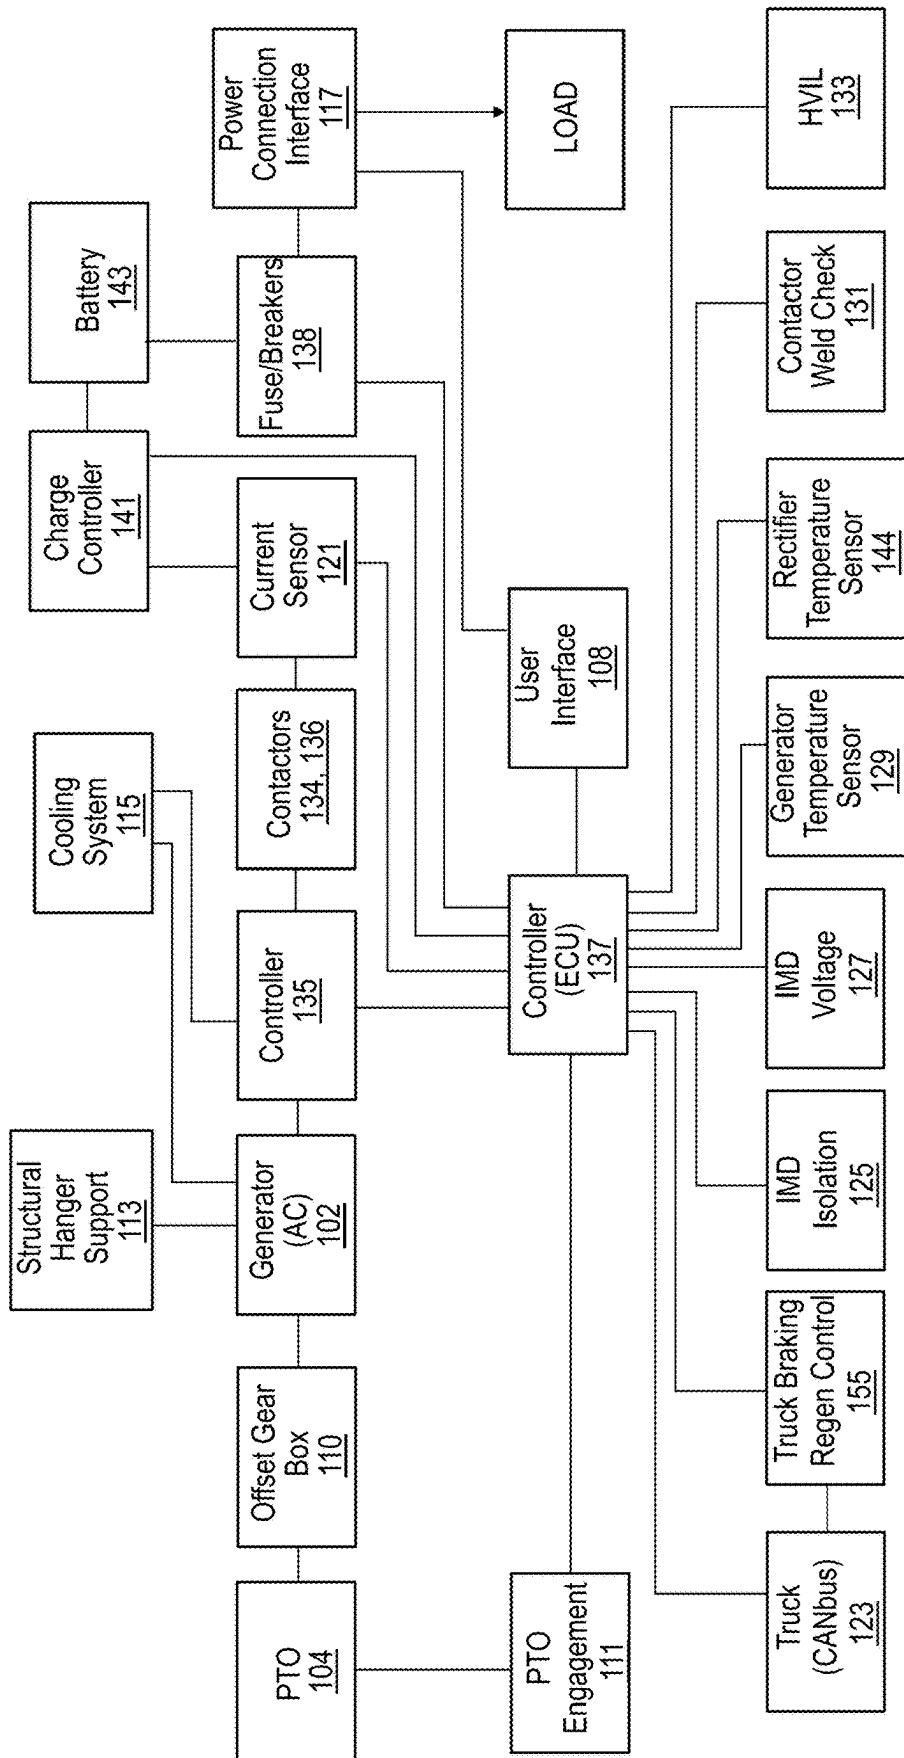 Structural
Hanger
Support
113
Cooling
System
115
Charge
Controller
141
Battery
143
PTO
104
Offset Gear
Box
110
Generator
(AC)
102
Controller
135
Contactors
134, 136
Current
Sensor
121
Fuse/Breakers
138
Power
Connection
Interface
117
PTO
Engagement
111
Controller
(ECU)
137
User
Interface
108
LOAD
Truck
(CANbus)
123
Truck Braking
Regen Control
155
IMD
Isolation
125
IMD
Voltage
127
Generator
Temperature
Sensor
129
Rectifier
Temperature
Sensor
144
Contactor
Weld Check
131
HVIL
133